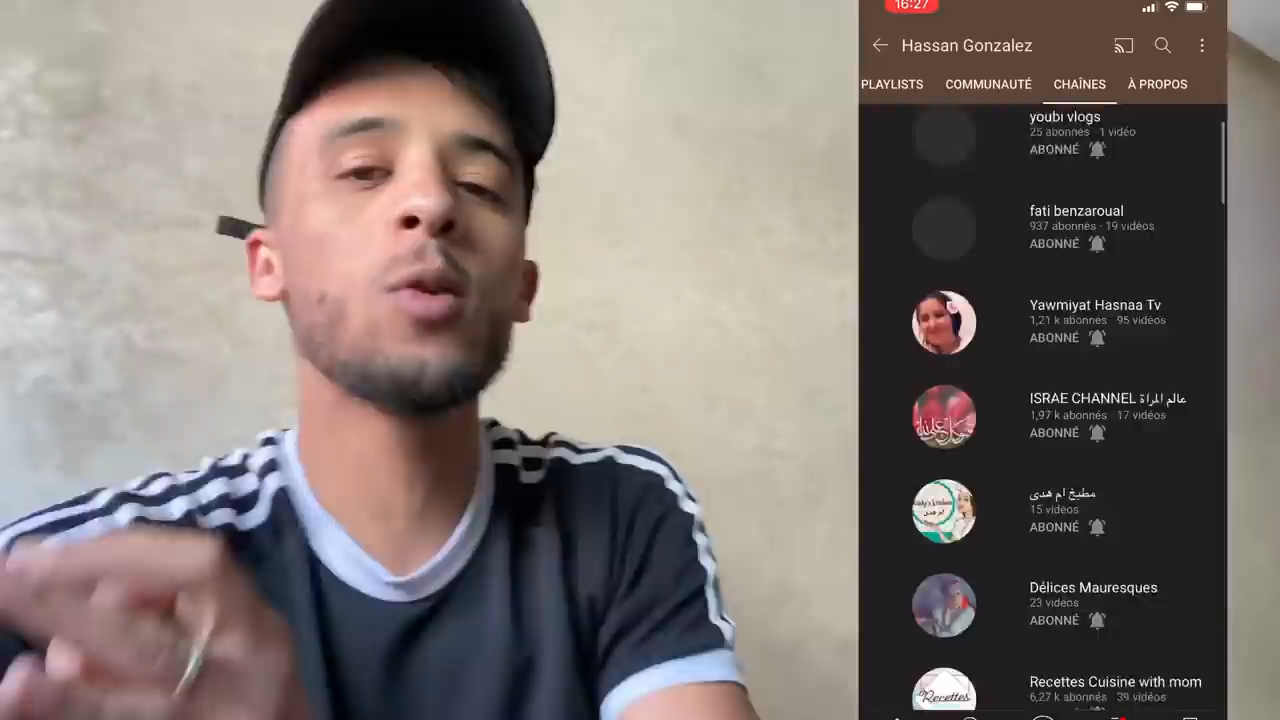 16:27
Hassan Gonzalez
PLAYLISTS COMMUNAUTÉ CHAÎNES À PROPOS
youbi vlogs
25 abonnés · 1 vidéo
ABONNÉ
fati benzaroual
937 abonnés · 19 vidéos
ABONNÉ
Yawmiyat Hasnaa Tv
1,21 k abonnés · 95 vidéos
ABONNÉ
ISRAE CHANNEL عالم المراة
1,97 k abonnés · 17 vidéos
ABONNÉ
مطبخ ام هدى
15 vidéos
ABONNÉ
Délices Mauresques
23 vidéos
ABONNÉ
Recettes
Recettes Cuisine with mom
6,27 k abonnés · 39 vidéos